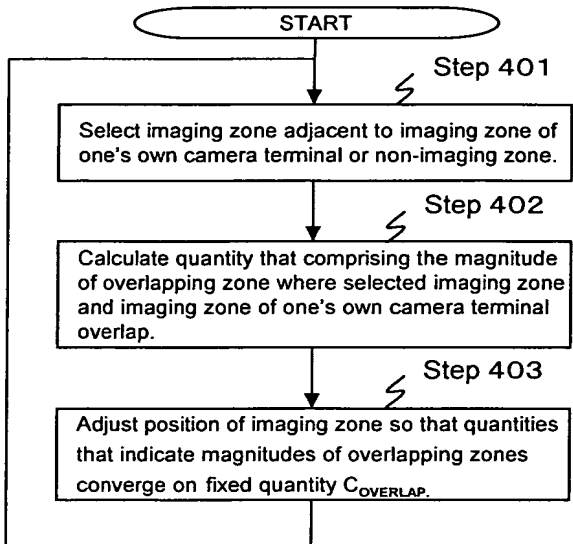 START
Step 401
Select imaging zone adjacent to imaging zone of
one's own camera terminal or non-imaging zone.
Step 402
Calculate quantity that comprising the magnitude
of overlapping zone where selected imaging zone
and imaging zone of one's own camera terminal
overlap.
Step 403
Adjust position of imaging zone so that quantities
that indicate magnitudes of overlapping zones
converge on fixed quantity COVERLAP.